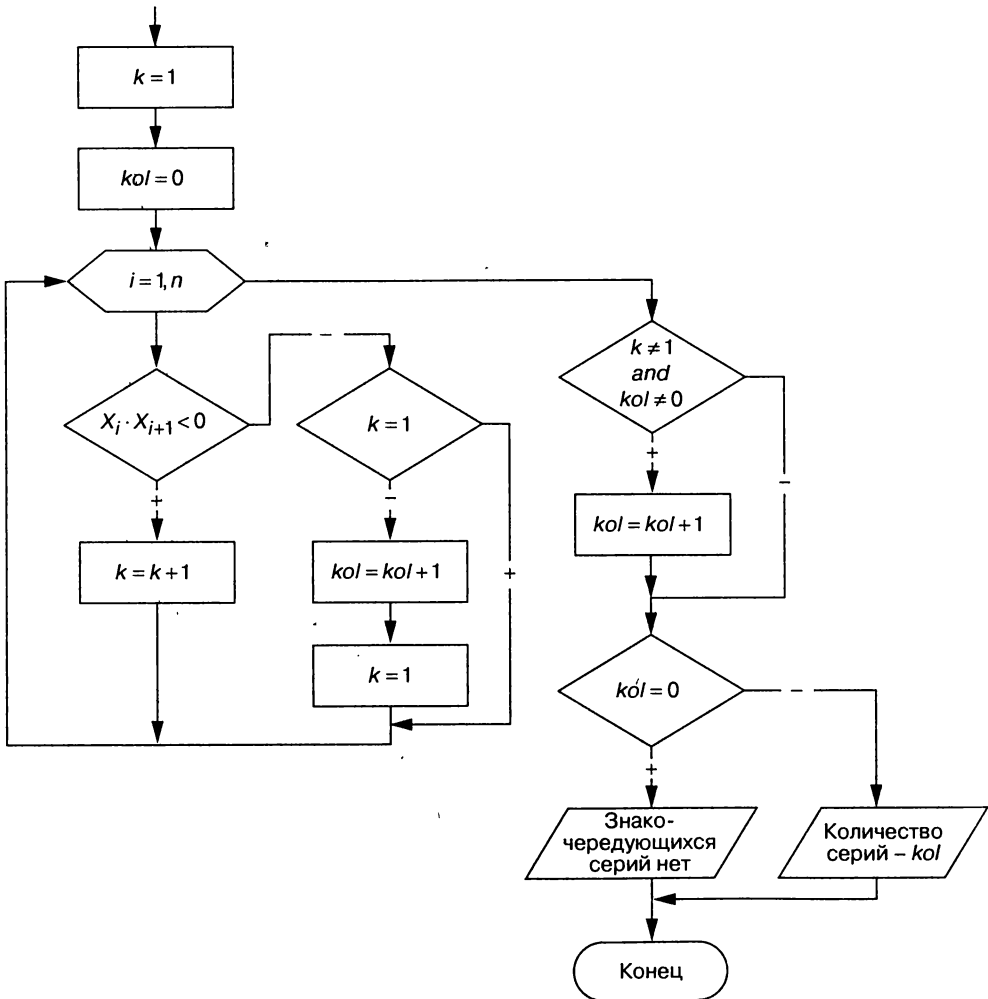 k = 1
kol = 0
i = 1, n
X_i · X_{i+1} < 0
–
k = 1
+
k = k + 1
–
kol = kol + 1
+
k = 1
k ≠ 1
and
kol ≠ 0
+
–
kol = kol + 1
kol = 0
–
+
Знако-
чередующихся
серий нет
Количество
серий – kol
Конец